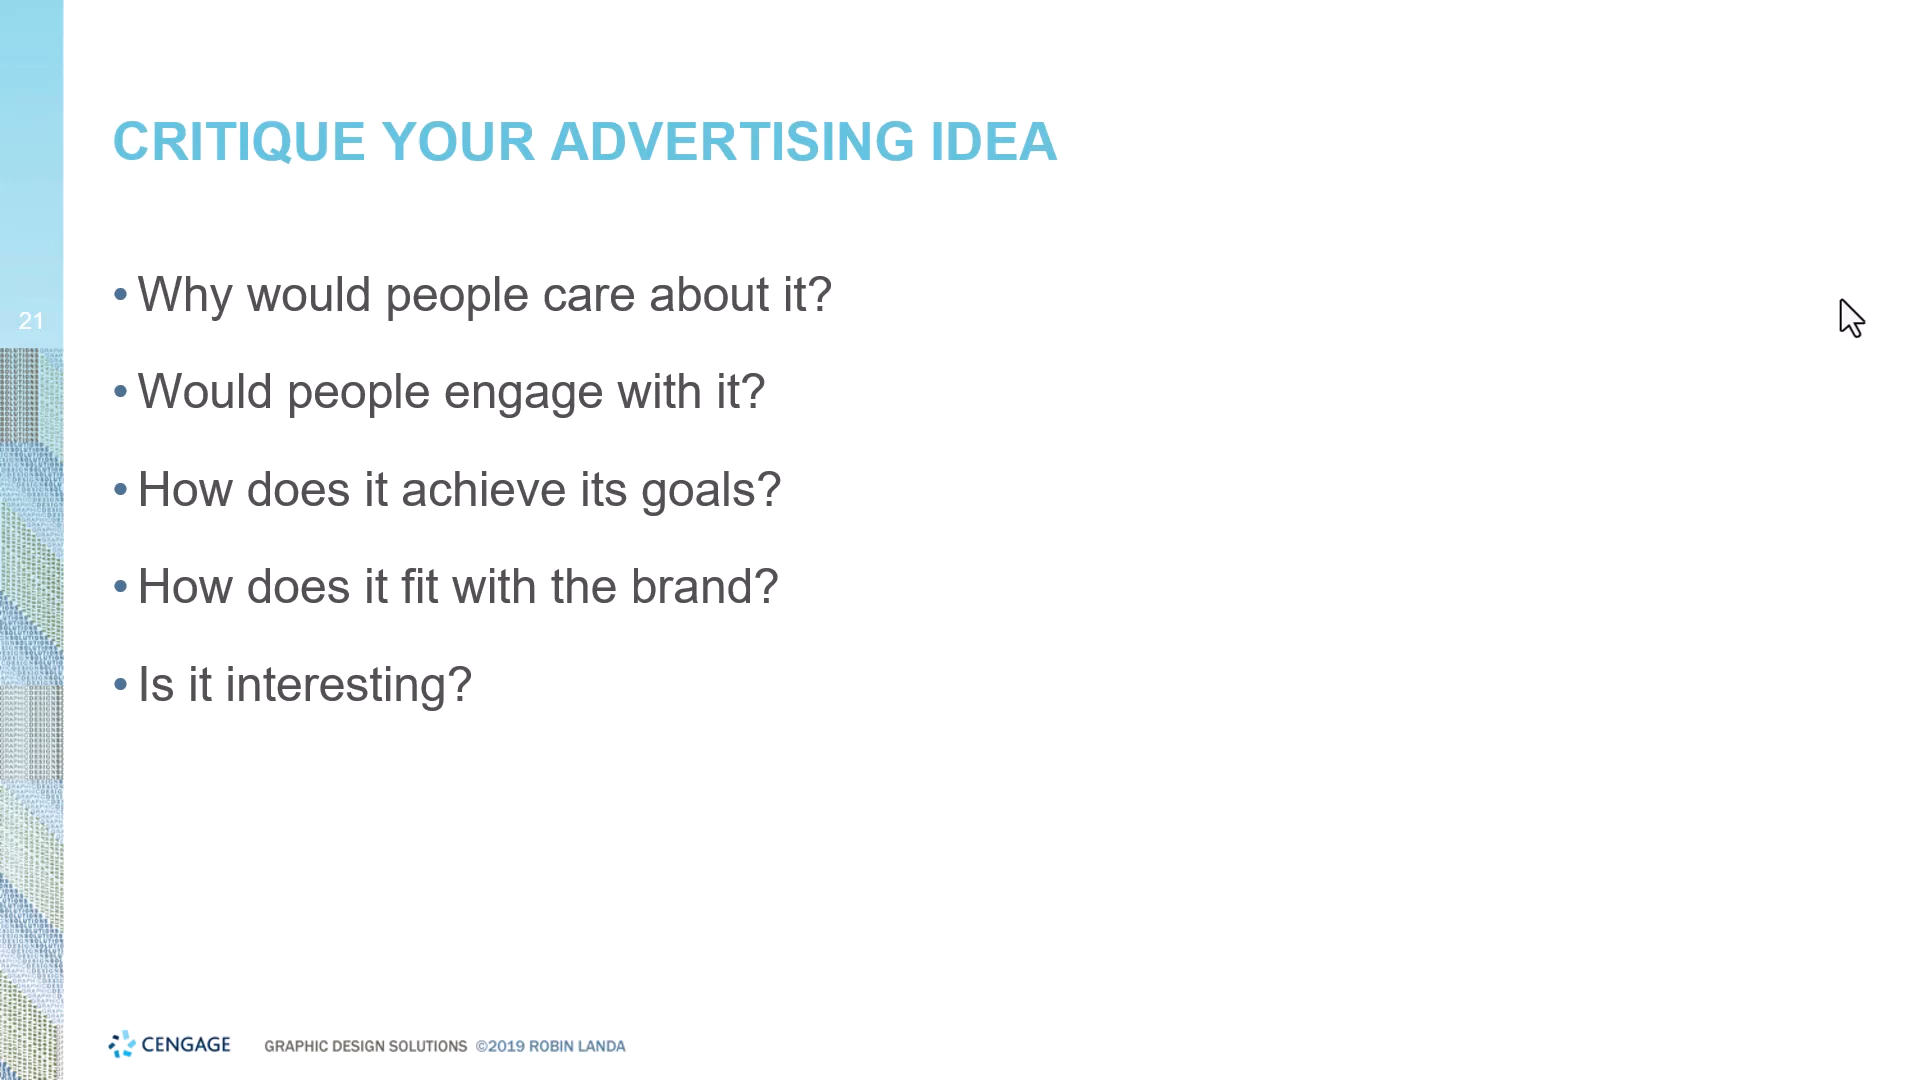 CRITIQUE YOUR ADVERTISING IDEA
• Why would people care about it?
21
• Would people engage with it?
• How does it achieve its goals?
• How does it fit with the brand?
• Is it interesting?
CENGAGE GRAPHIC DESIGN SOLUTIONS ©2019 ROBIN LANDA